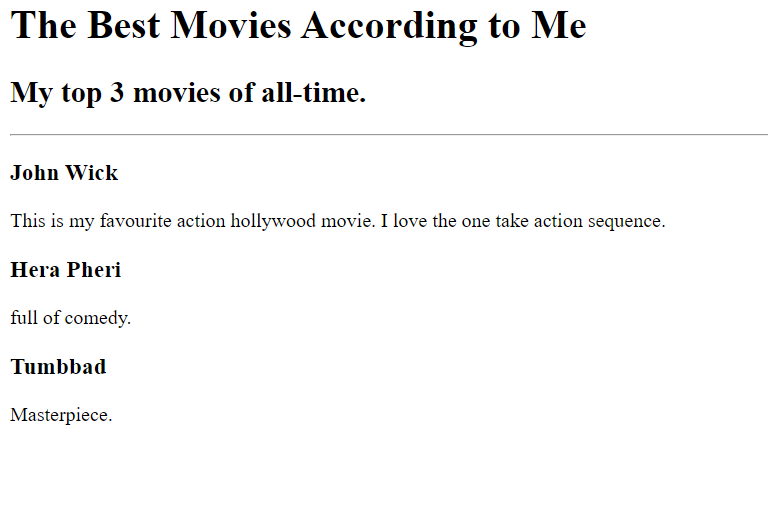 The Best Movies According to Me
My top 3 movies of all-time.
John Wick
This is my favourite action hollywood movie. I love the one take action sequence.
Hera Pheri
full of comedy.
Tumbbad
Masterpiece.